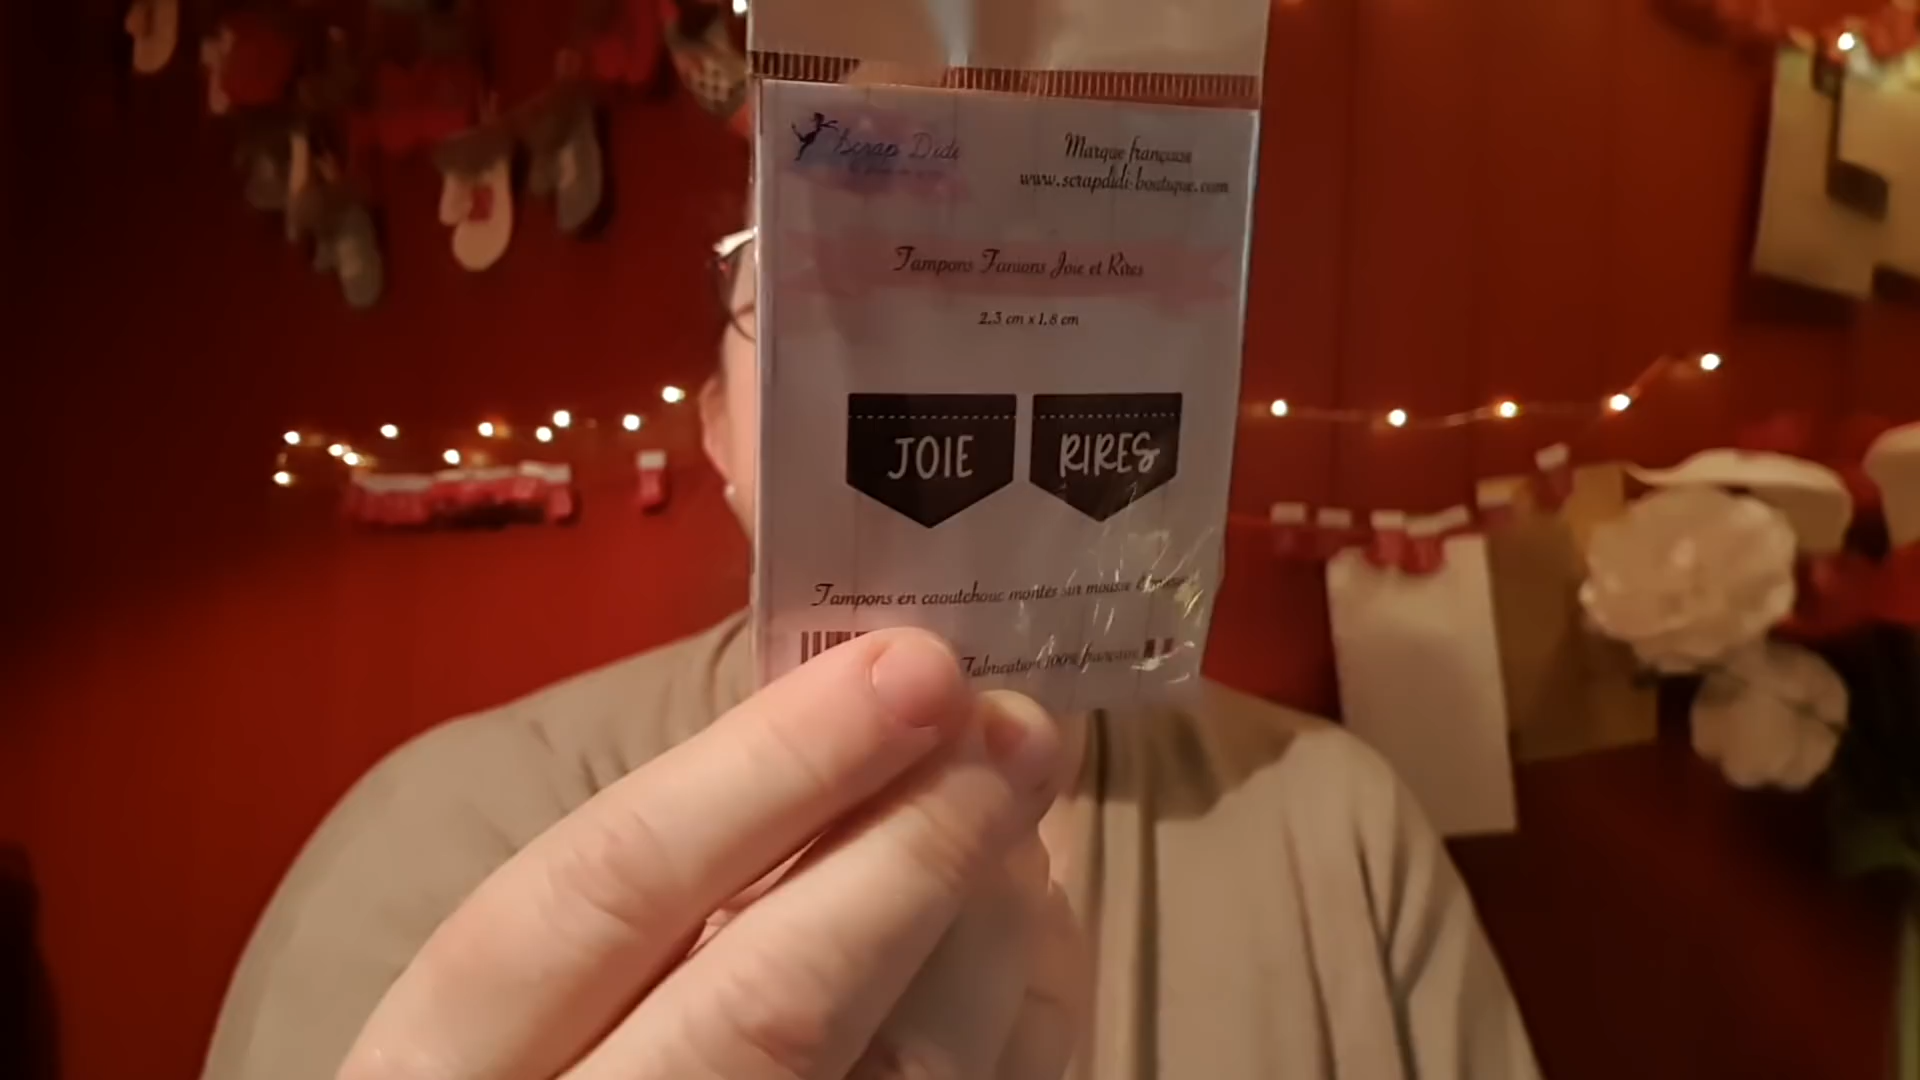 Scrap Didi
Marque française
www.scrapdidi-boutique.com
Tampons Fanions Joie et Rires
2,3 cm x 1,8 cm
JOIE
RIRES
Tampons en caoutchouc montés sur mousse
Fabrication 100% française